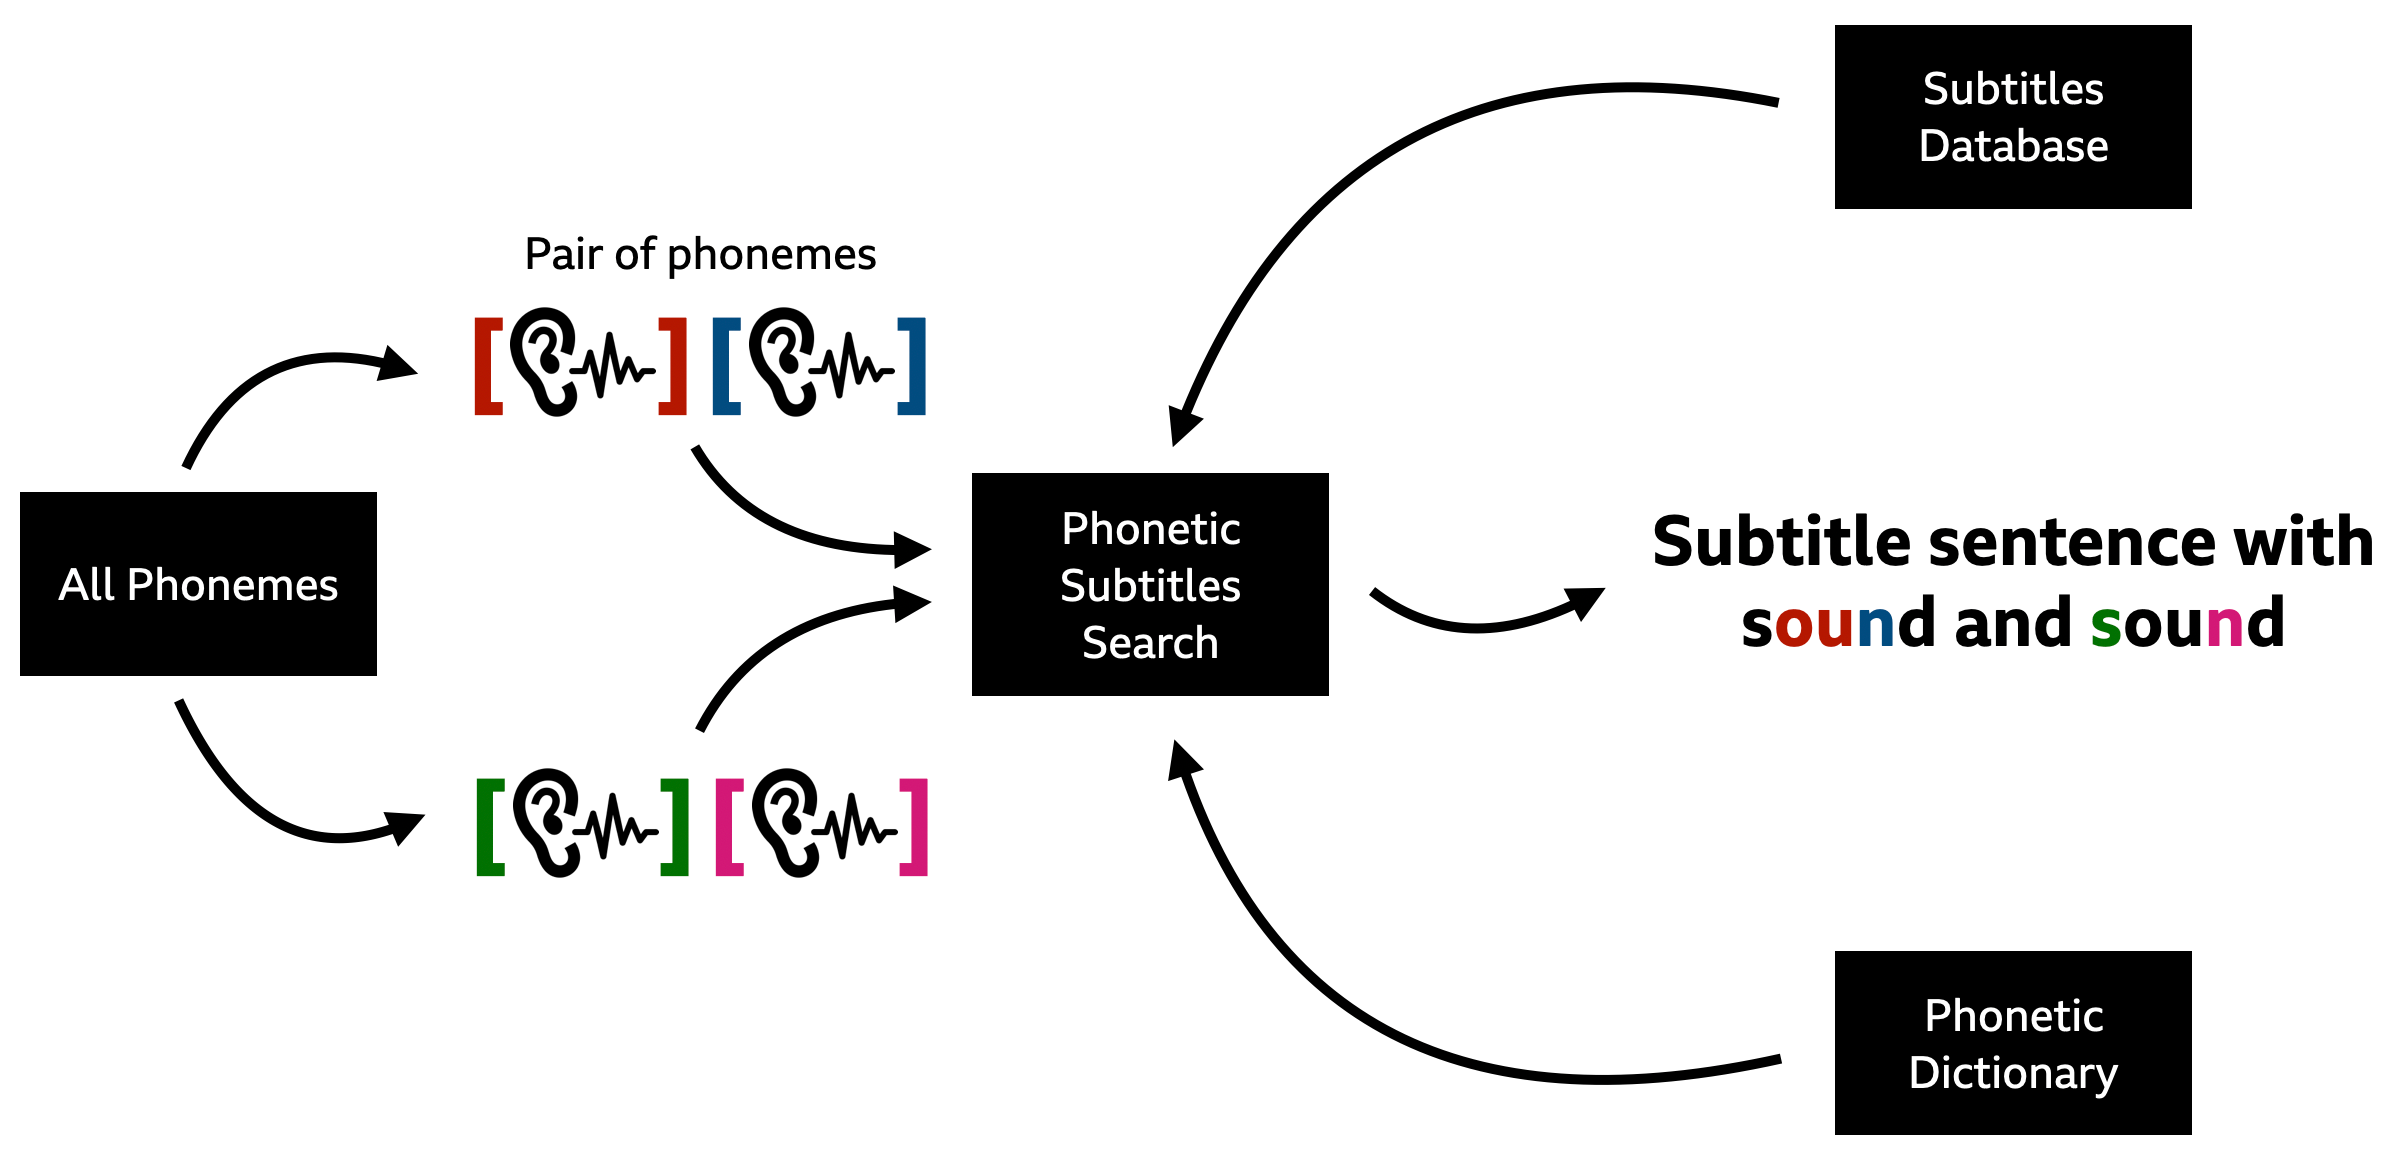 Pair of phonemes
All Phonemes
Phonetic
Subtitles
Search
Subtitles
Database
Subtitle sentence with
sound and sound
Phonetic
Dictionary